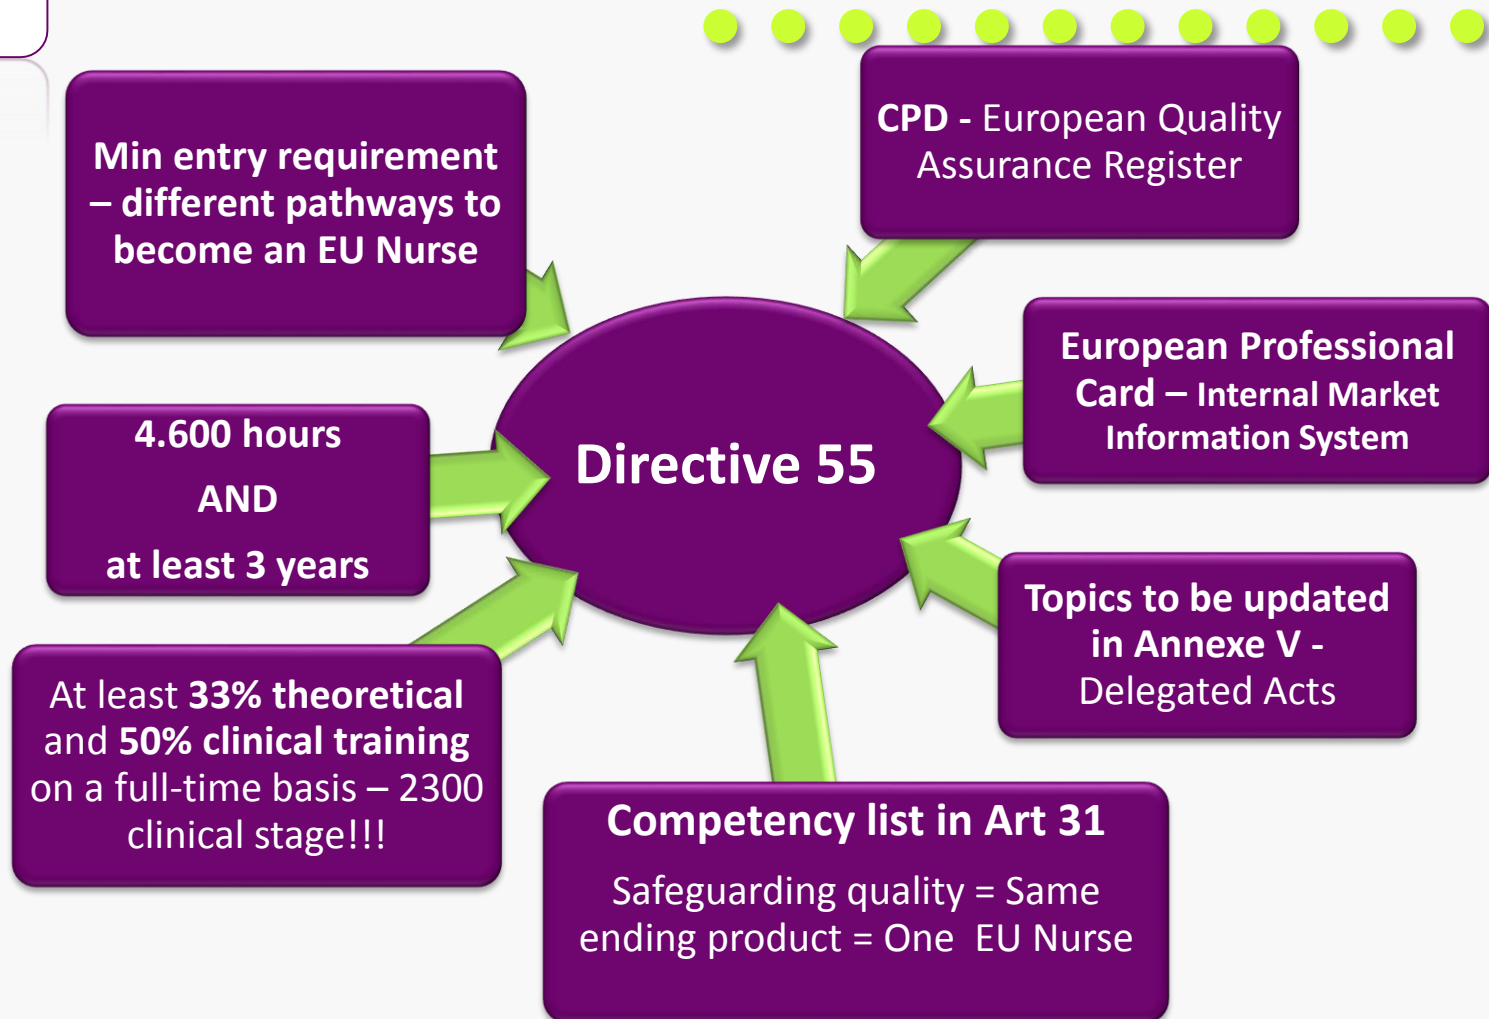 Min entry requirement
– different pathways to
become an EU Nurse
CPD - European Quality
Assurance Register
European Professional
Card – Internal Market
Information System
4.600 hours
AND
at least 3 years
Directive 55
Topics to be updated
in Annexe V -
Delegated Acts
At least 33% theoretical
and 50% clinical training
on a full-time basis – 2300
clinical stage!!!
Competency list in Art 31
Safeguarding quality = Same
ending product = One EU Nurse